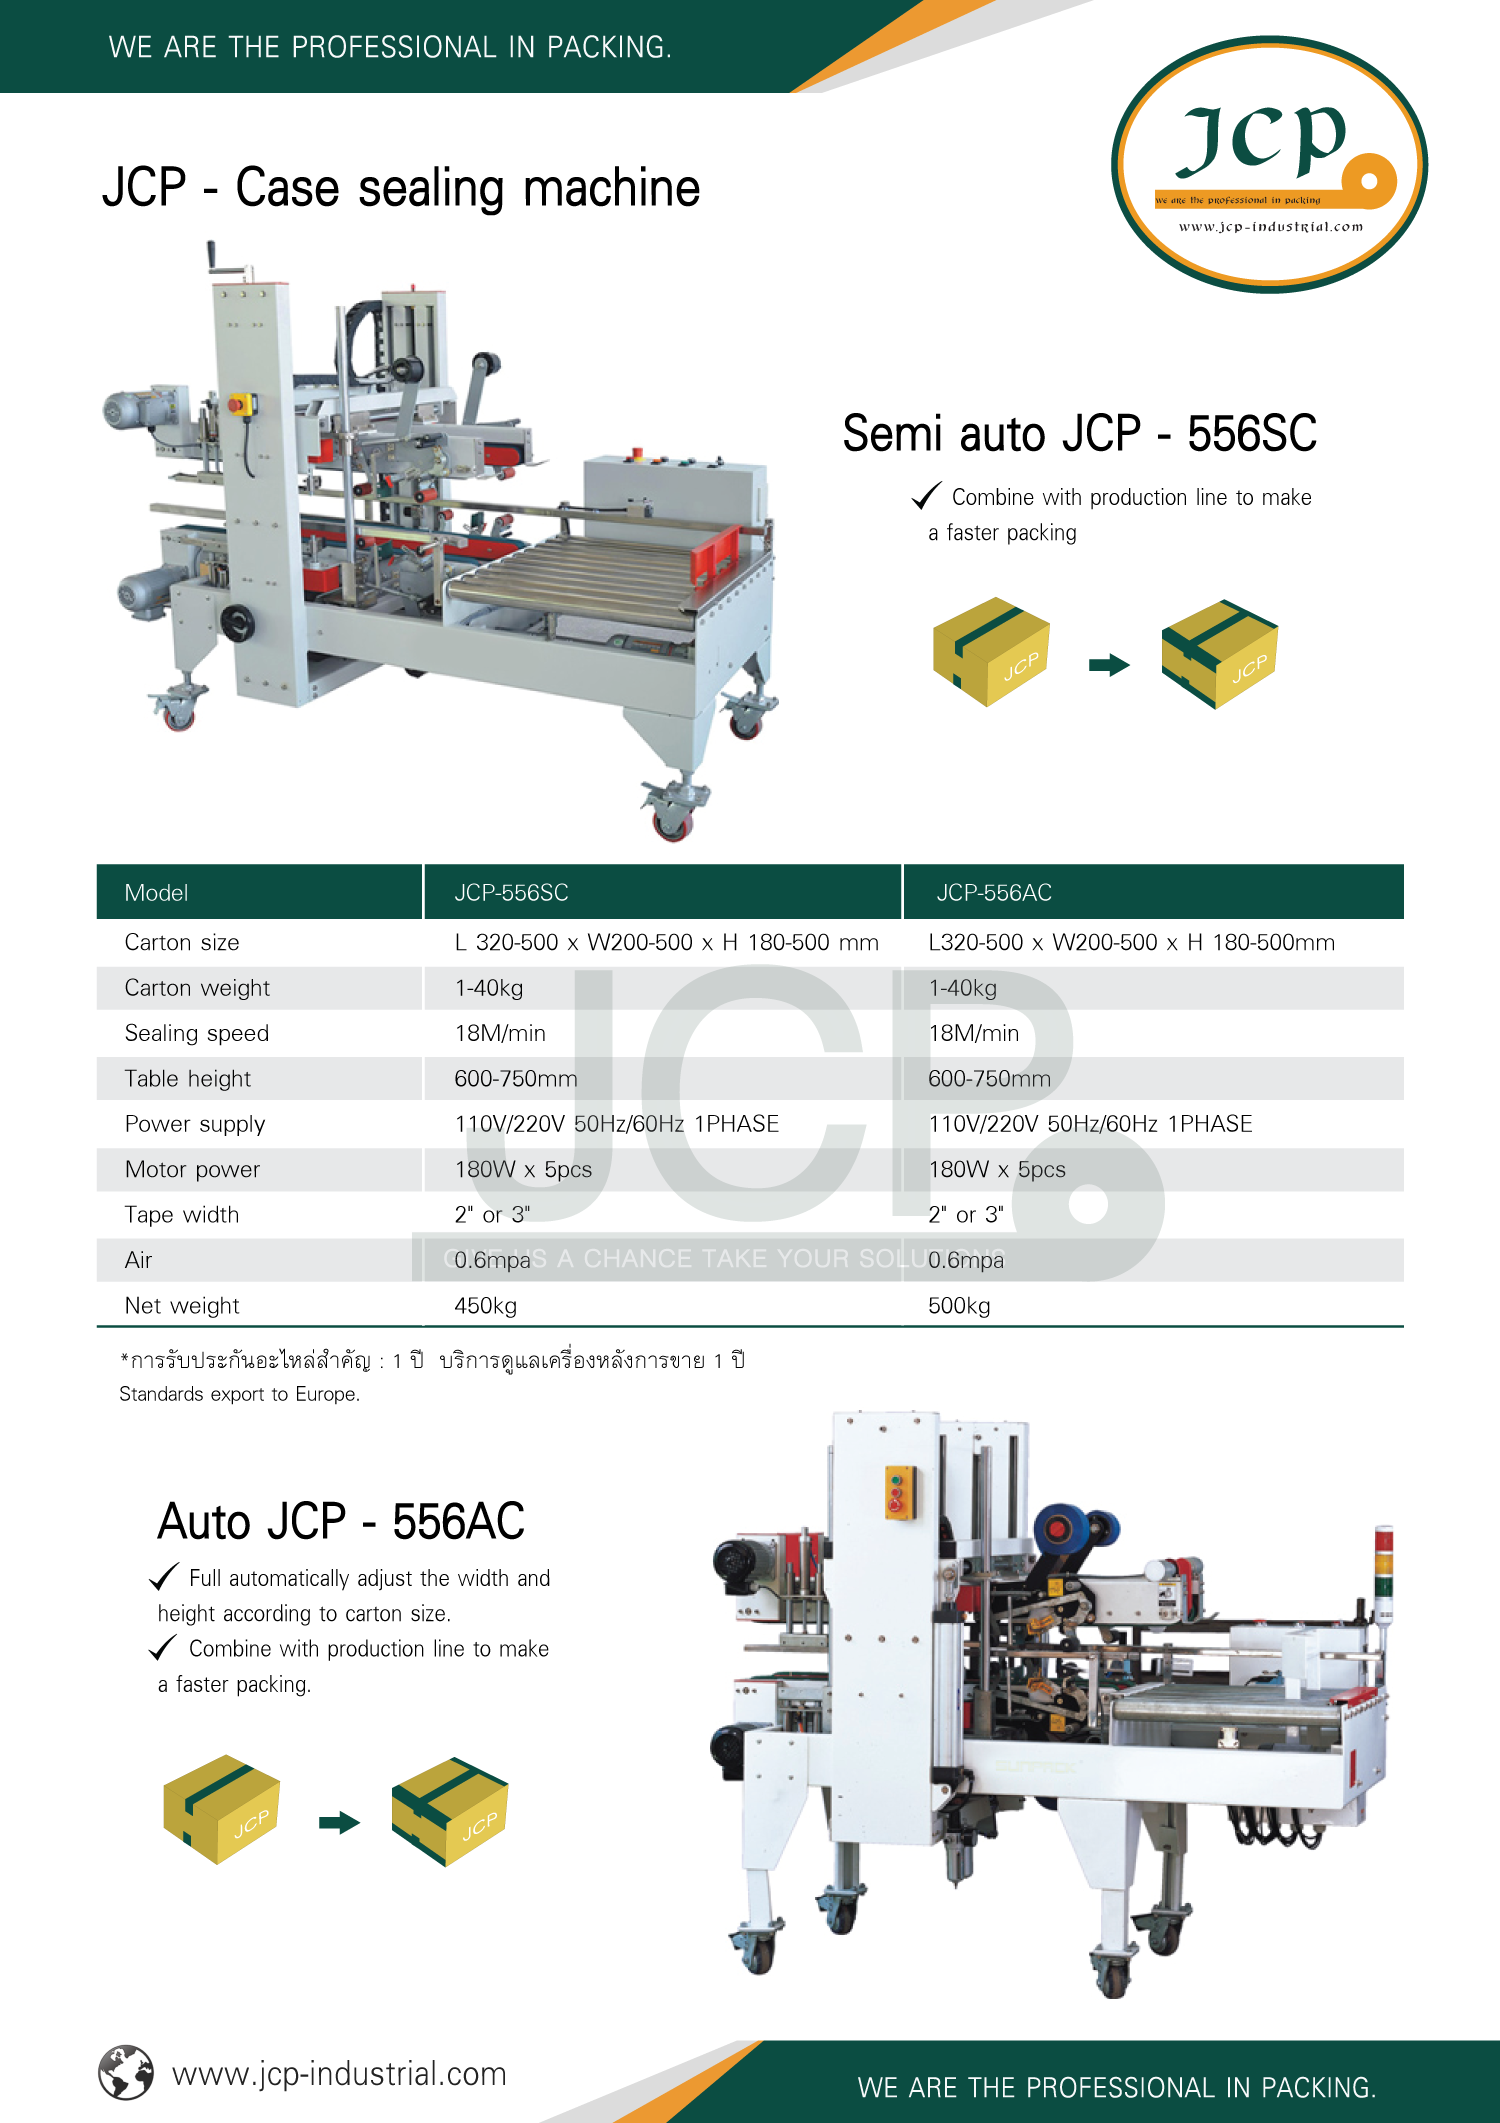 WE ARE THE PROFESSIONAL IN PACKING.
JCP
we are the professional in packing
www.jcp-industrial.com
JCP - Case sealing machine
Semi auto JCP - 556SC
Combine with production line to make
a faster packing
JCP
JCP
Model JCP-556SC JCP-556AC
Carton size L 320-500 x W200-500 x H 180-500 mm L320-500 x W200-500 x H 180-500mm
Carton weight 1-40kg 1-40kg
Sealing speed 18M/min 18M/min
Table height 600-750mm 600-750mm
Power supply 110V/220V 50Hz/60Hz 1PHASE 110V/220V 50Hz/60Hz 1PHASE
Motor power 180W x 5pcs 180W x 5pcs
Tape width 2" or 3" 2" or 3"
Air 0.6mpa 0.6mpa
Net weight 450kg 500kg
JCP
GIVE US A CHANCE TAKE YOUR SOLUTIONS
*การรับประกันอะไหล่สำคัญ : 1 ปี บริการดูแลเครื่องหลังการขาย 1 ปี
Standards export to Europe.
Auto JCP - 556AC
Full automatically adjust the width and
height according to carton size.
Combine with production line to make
a faster packing.
JCP
JCP
www.jcp-industrial.com
WE ARE THE PROFESSIONAL IN PACKING.